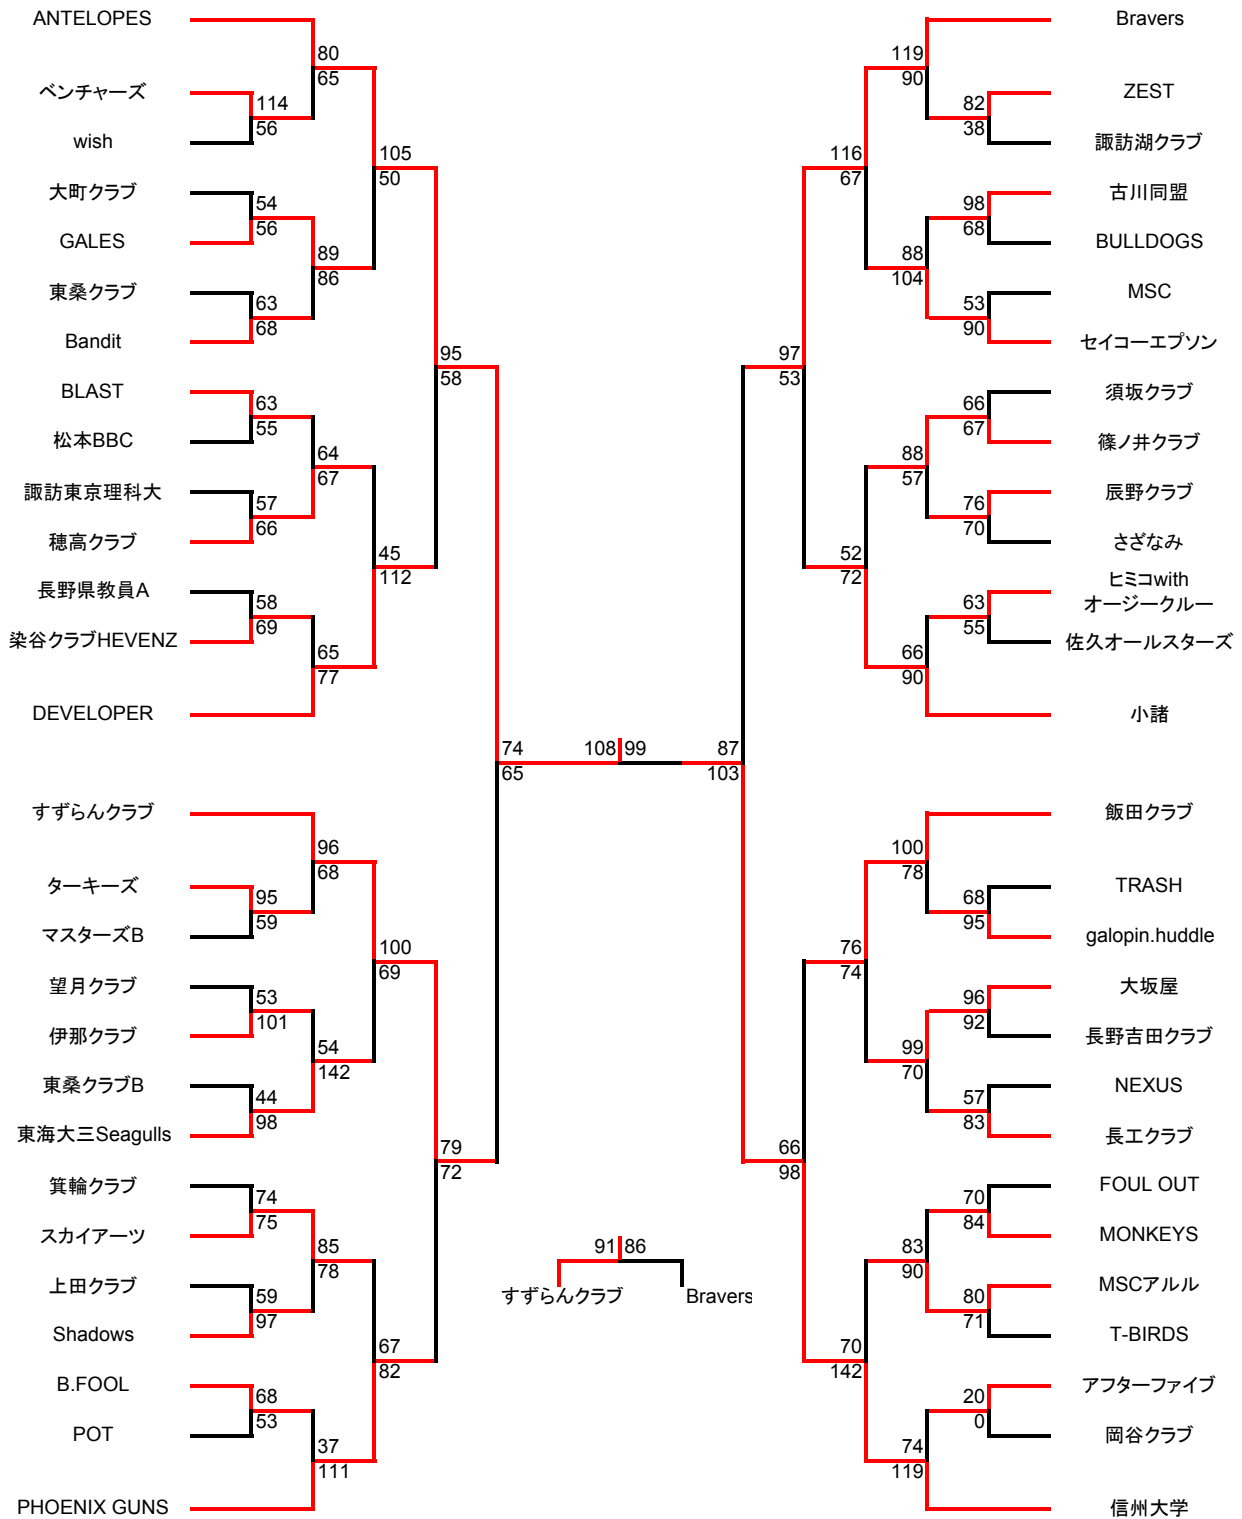 ANTELOPES
80
65
ベンチャーズ
114
56
wish
105
50
大町クラブ
54
56
GALES
89
86
東桑クラブ
63
68
Bandit
95
58
BLAST
63
55
松本BBC
64
67
諏訪東京理科大
57
66
穂高クラブ
45
112
長野県教員A
58
69
染谷クラブHEVENZ
65
77
DEVELOPER
74
65
すずらんクラブ
96
68
ターキーズ
95
59
マスターズB
100
69
望月クラブ
53
101
伊那クラブ
54
142
東桑クラブB
44
98
東海大三Seagulls
79
72
箕輪クラブ
74
75
スカイアーツ
85
78
上田クラブ
59
97
Shadows
67
82
B.FOOL
68
53
POT
37
111
PHOENIX GUNS
108 99
91 86
すずらんクラブ
Bravers
Bravers
119
90
ZEST
82
38
諏訪湖クラブ
116
67
古川同盟
98
68
BULLDOGS
88
104
MSC
53
90
セイコーエプソン
97
53
須坂クラブ
66
67
篠ノ井クラブ
88
57
辰野クラブ
76
70
さざなみ
52
72
ヒミコwith
オージークルー
63
55
佐久オールスターズ
66
90
小諸
87
103
飯田クラブ
100
78
TRASH
68
95
galopin.huddle
76
74
大坂屋
96
92
長野吉田クラブ
99
70
NEXUS
57
83
長工クラブ
66
98
FOUL OUT
70
84
MONKEYS
83
90
MSCアルル
80
71
T-BIRDS
70
142
アフターファイブ
20
0
岡谷クラブ
74
119
信州大学